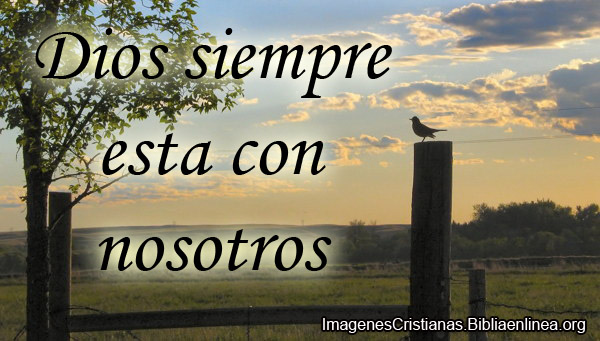 Dios siempre
esta con
nosotros
ImagenesCristianas.Bibliaenlinea.org